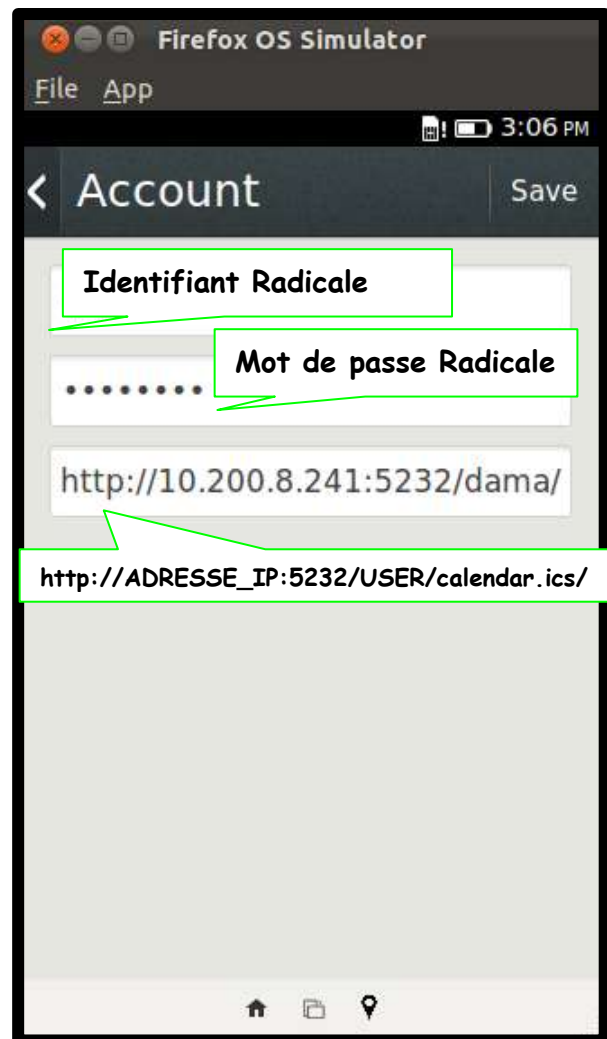 Firefox OS Simulator
File App
3:06 PM
Account Save
Identifiant Radicale
Mot de passe Radicale
••••••••
http://10.200.8.241:5232/dama/
http://ADRESSE_IP:5232/USER/calendar.ics/